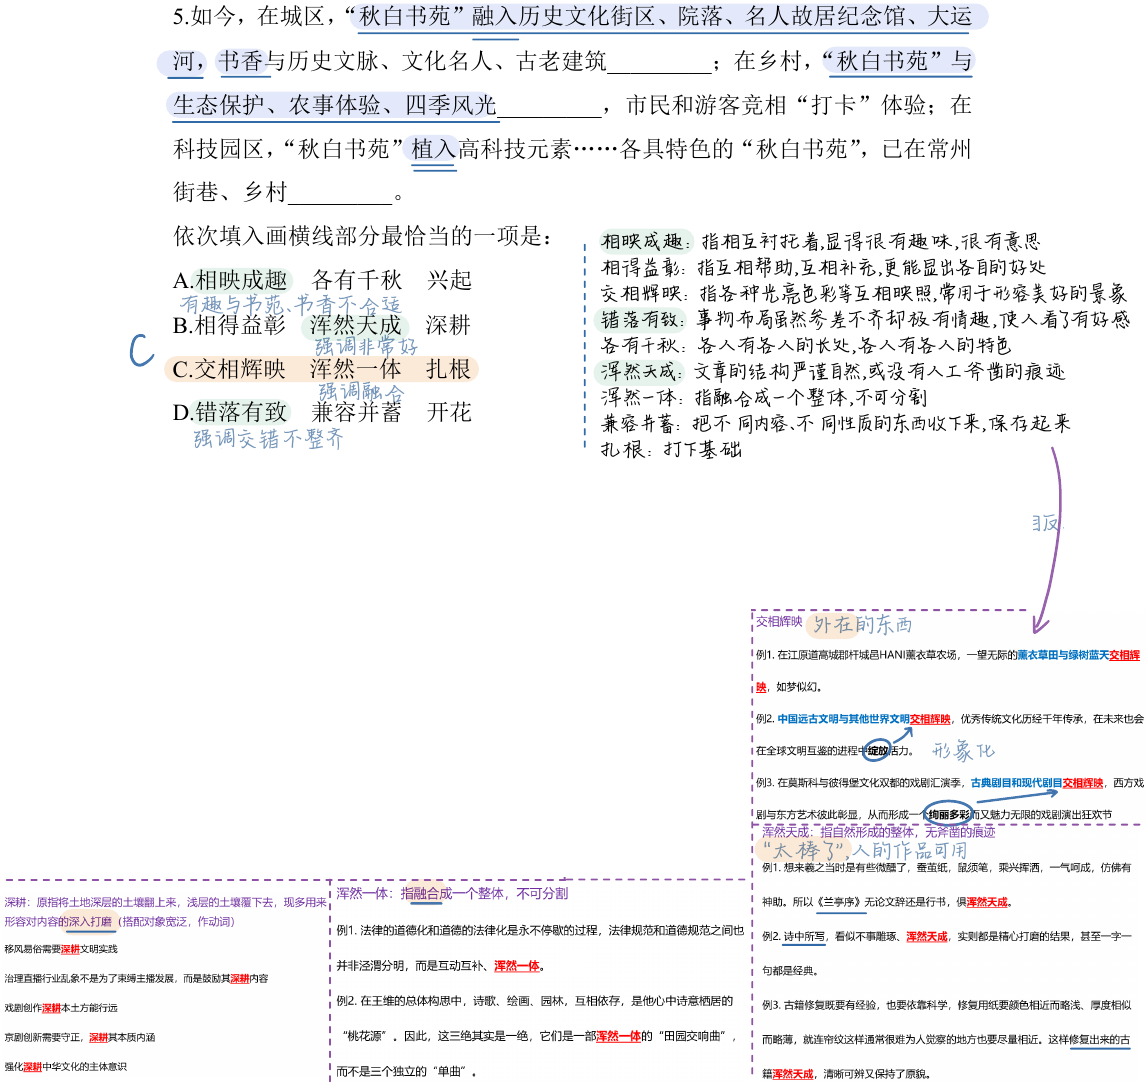 5.如今，在城区，“秋白书苑”融入历史文化街区、院落、名人故居纪念馆、大运
河，书香与历史文脉、文化名人、古老建筑_________；在乡村，“秋白书苑”与
生态保护、农事体验、四季风光_________，市民和游客竞相“打卡”体验；在
科技园区，“秋白书苑”植入高科技元素……各具特色的“秋白书苑”，已在常州
街巷、乡村_________。
依次填入画横线部分最恰当的一项是：
A.相映成趣 各有千秋 兴起
有趣与书苑、书香不合适
B.相得益彰 浑然天成 深耕
强调非常好
C
C.交相辉映 浑然一体 扎根
强调融合
D.错落有致 兼容并蓄 开花
强调交错不整齐
相映成趣：指相互衬托着,显得很有趣味,很有意思
相得益彰：指互相帮助,互相补充,更能显出各自的好处
交相辉映：指各种光亮色彩等互相映照,常用于形容美好的景象
错落有致：事物布局虽然参差不齐却极有情趣,使人看了有好感
各有千秋：各人有各人的长处,各人有各人的特色
浑然天成：文章的结构严谨自然,或没有人工斧凿的痕迹
浑然一体：指融合成一个整体,不可分割
兼容并蓄：把不同内容、不同性质的东西收下来,保存起来
扎根：打下基础
交相辉映 外在的东西
例1. 在江原道高城郡杆城邑HANI薰衣草农场，一望无际的薰衣草田与绿树蓝天交相辉
映，如梦似幻。
例2. 中国远古文明与其他世界文明交相辉映，优秀传统文化历经千年传承，在未来也会
在全球文明互鉴的进程中绽放活力。 形象化
例3. 在莫斯科与彼得堡文化双都的戏剧汇演季，古典剧目和现代剧目交相辉映，西方戏
剧与东方艺术彼此彰显，从而形成一个绚丽多彩而又魅力无限的戏剧演出狂欢节
浑然天成：指自然形成的整体，无斧凿的痕迹
“太棒了”,人的作品可用
例1. 想来羲之当时是有些微醺了，蚕茧纸，鼠须笔，乘兴挥洒，一气呵成，仿佛有
神助。所以《兰亭序》无论文辞还是行书，俱浑然天成。
例2. 诗中所写，看似不事雕琢、浑然天成，实则都是精心打磨的结果，甚至一字一
句都是经典。
例3. 古籍修复既要有经验，也要依靠科学，修复用纸要颜色相近而略浅、厚度相似
而略薄，就连帘纹这样通常很难为人觉察的地方也要尽量相近。这样修复出来的古
籍浑然天成，清晰可辨又保持了原貌。
浑然一体：指融合成一个整体，不可分割
例1. 法律的道德化和道德的法律化是永不停歇的过程，法律规范和道德规范之间也
并非泾渭分明，而是互动互补、浑然一体。
例2. 在王维的总体构思中，诗歌、绘画、园林，互相依存，是他心中诗意栖居的
“桃花源”。因此，这三绝其实是一绝，它们是一部浑然一体的“田园交响曲”，
而不是三个独立的“单曲”。
深耕：原指将土地深层的土壤翻上来，浅层的土壤覆下去，现多用来
形容对内容的深入打磨（搭配对象宽泛，作动词）
移风易俗需要深耕文明实践
治理直播行业乱象不是为了束缚主播发展，而是鼓励其深耕内容
戏剧创作深耕本土方能行远
京剧创新需要守正，深耕其本质内涵
强化深耕中华文化的主体意识